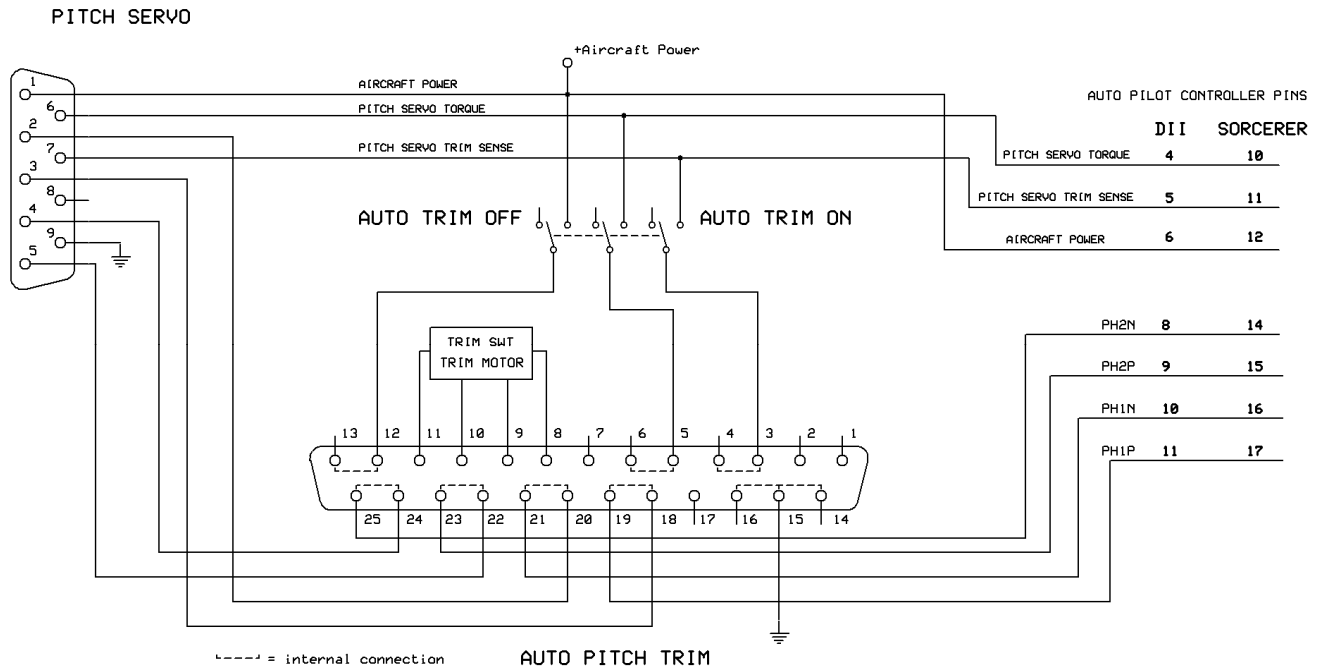 PITCH SERVO
+Aircraft Power
1
6
2
7
3
8
4
9
5
AIRCRAFT POWER
PITCH SERVO TORQUE
PITCH SERVO TRIM SENSE
AUTO PILOT CONTROLLER PINS
DII SORCERER
PITCH SERVO TORQUE 4 10
PITCH SERVO TRIM SENSE 5 11
AIRCRAFT POWER 6 12
AUTO TRIM OFF
AUTO TRIM ON
PH2N 8 14
PH2P 9 15
PH1N 10 16
PH1P 11 17
TRIM SWT
TRIM MOTOR
13 12 11 10 9 8 7 6 5 4 3 2 1
25 24 23 22 21 20 19 18 17 16 15 14
= internal connection
AUTO PITCH TRIM